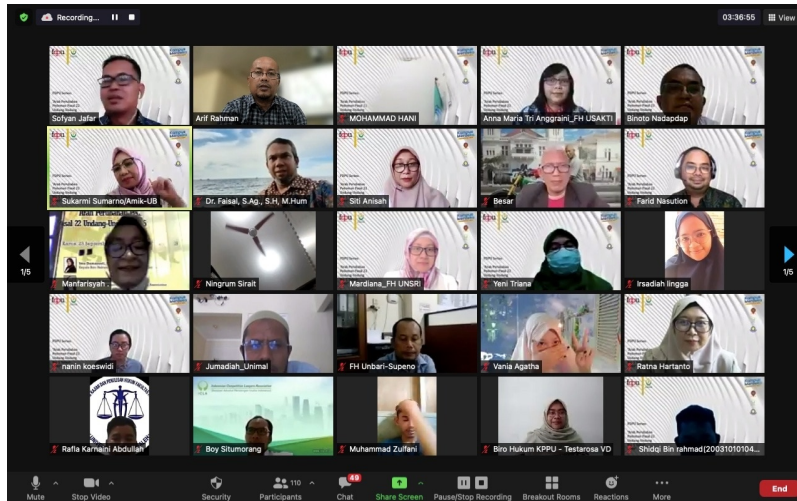 Recording...
03:36:55
View
kppu
Sofyan Jafar
Arif Rahman
MOHAMMAD HANI
Anna Maria Tri Anggraini_FH USAKTI
Binoto Nadapdap
Sukarmi Sumarno/Amik-UB
Dr. Faisal, S.Ag., S.H, M.Hum
Siti Anisah
Besar
Farid Nasution
Manfarisyah .
Ningrum Sirait
Mardiana_FH UNSRI
Yeni Triana
Irsadiah lingga
1/5
1/5
nanin koeswidi
Jumadiah_Unimal
FH Unbari-Supeno
Vania Agatha
Ratna Hartanto
Rafla Karnaini Abdullah
Boy Situmorang
Muhammad Zulfani
Biro Hukum KPPU - Testarosa VD
Shidqi Bin rahmad(20031010104...
Mute
Stop Video
Security
110
Participants
49
Chat
Share Screen
Pause/Stop Recording
Breakout Rooms
Reactions
More
End